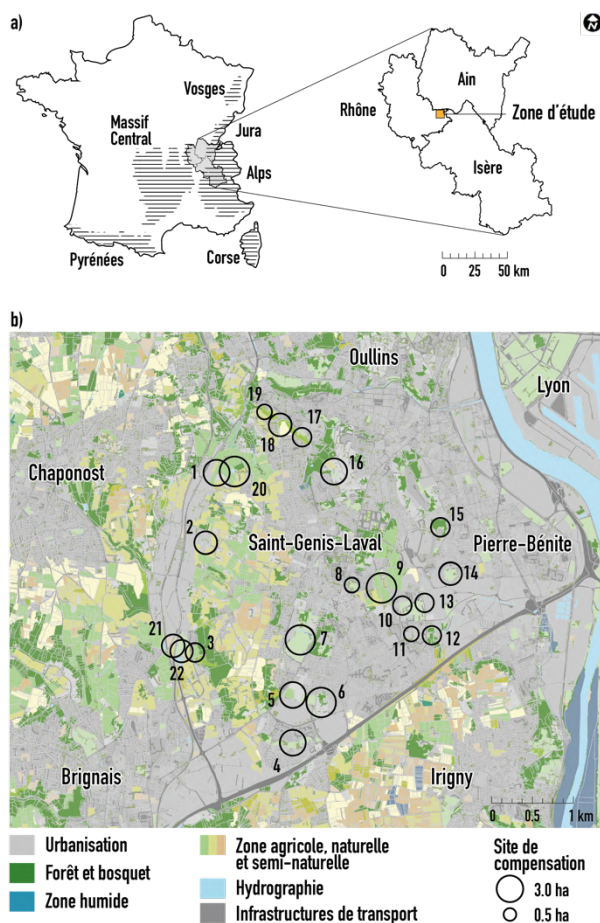 a)
Vosges
Massif
Central
Jura
Alps
Pyrénées
Corse
Ain
Rhône
Zone d'étude
Isère
0 25 50 km
b)
Oullins
Lyon
19
17
18
Chaponost
1
20
16
2
Saint-Genis-Laval
15
Pierre-Bénite
14
8
9
10
13
11
12
21
3
22
7
5
6
4
Brignais
Irigny
0 1 km
Urbanisation
Forêt et bosquet
Zone humide
Zone agricole, naturelle
et semi-naturelle
Hydrographie
Infrastructures de transport
Site de
compensation
3.0 ha
0.5 ha